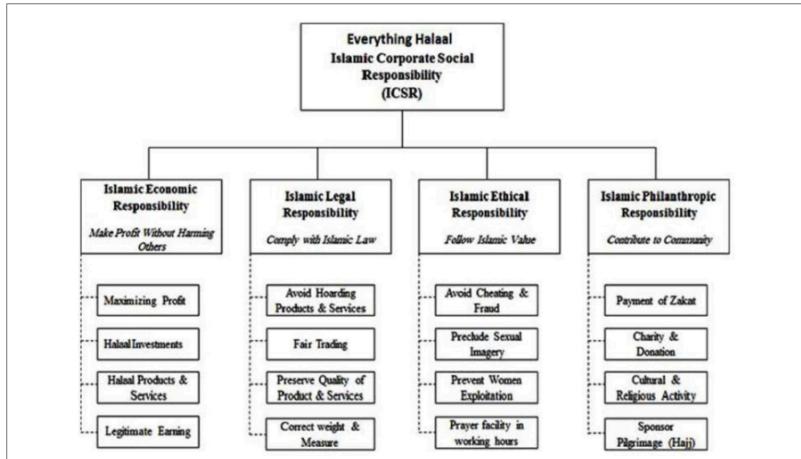 Everything Halaal
Islamic Corporate Social
Responsibility
(ICSR)
Islamic Economic
Responsibility
Make Profit Without Harming
Others
Maximizing Profit
Halaal Investments
Halaal Products &
Services
Legitimate Earning
Islamic Legal
Responsibility
Comply with Islamic Law
Avoid Hoarding
Products & Services
Fair Trading
Preserve Quality of
Product & Services
Correct weight &
Measure
Islamic Ethical
Responsibility
Follow Islamic Value
Avoid Cheating &
Fraud
Preclude Sexual
Imagery
Prevent Women
Exploitation
Prayer facility in
working hours
Islamic Philanthropic
Responsibility
Contribute to Community
Payment of Zakat
Charity &
Donation
Cultural &
Religious Activity
Sponsor
Pilgrimage (Hajj)